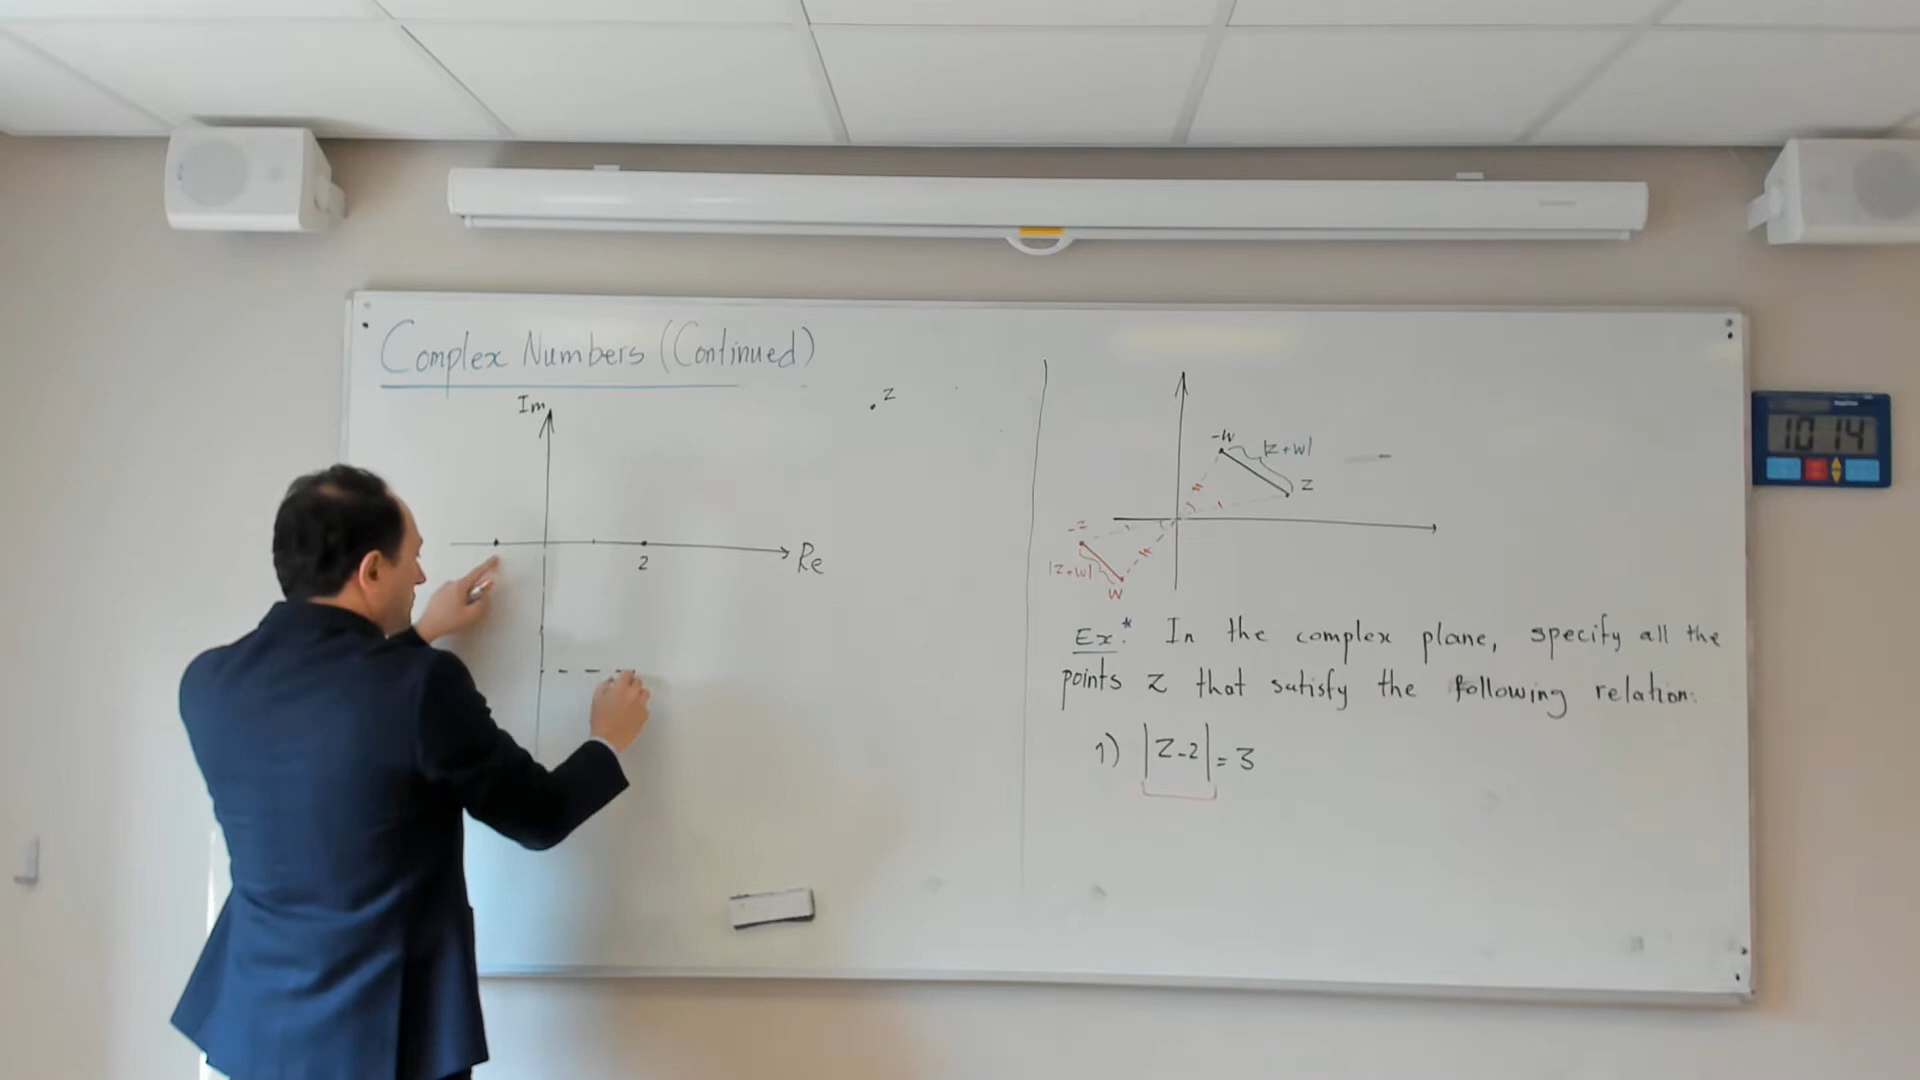 Complex Numbers (Continued)
Im
z
Re
2
-w
|z+w|
z
-z
|z+w|
w
Ex*: In the complex plane, specify all the
points z that satisfy the following relation:
1) |z-2| = 3
10 14